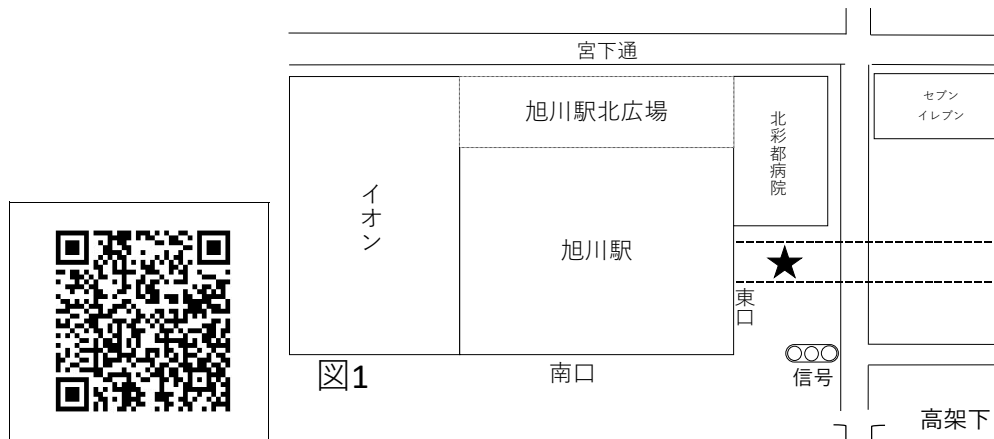 宮下通
旭川駅北広場
北彩都病院
セブン
イレブン
イオン
旭川駅
東口
図1
南口
信号
高架下